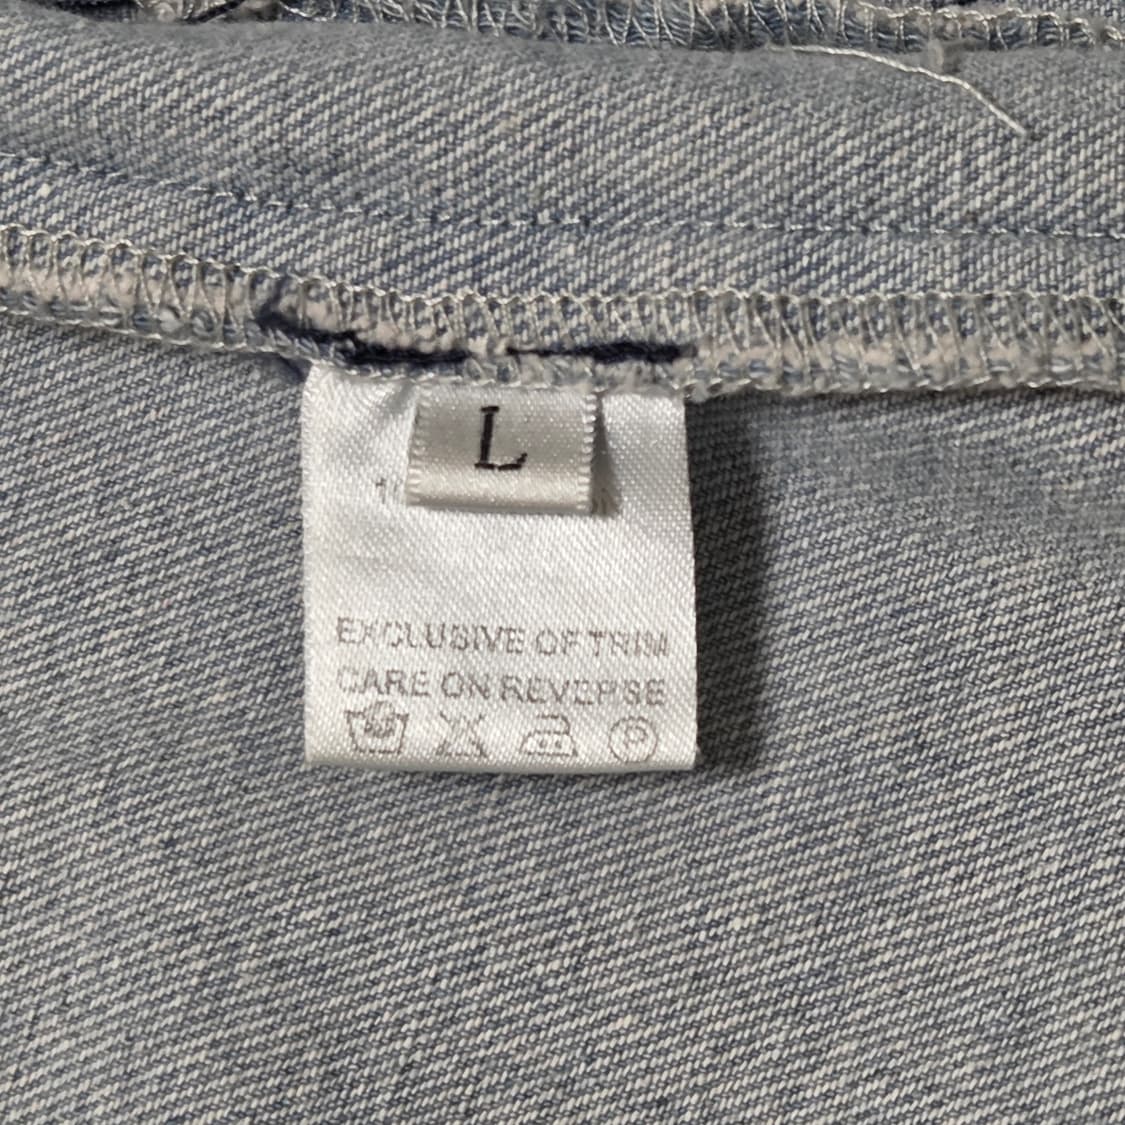 L
EXCLUSIVE OF TRIM
CARE ON REVERSE
P